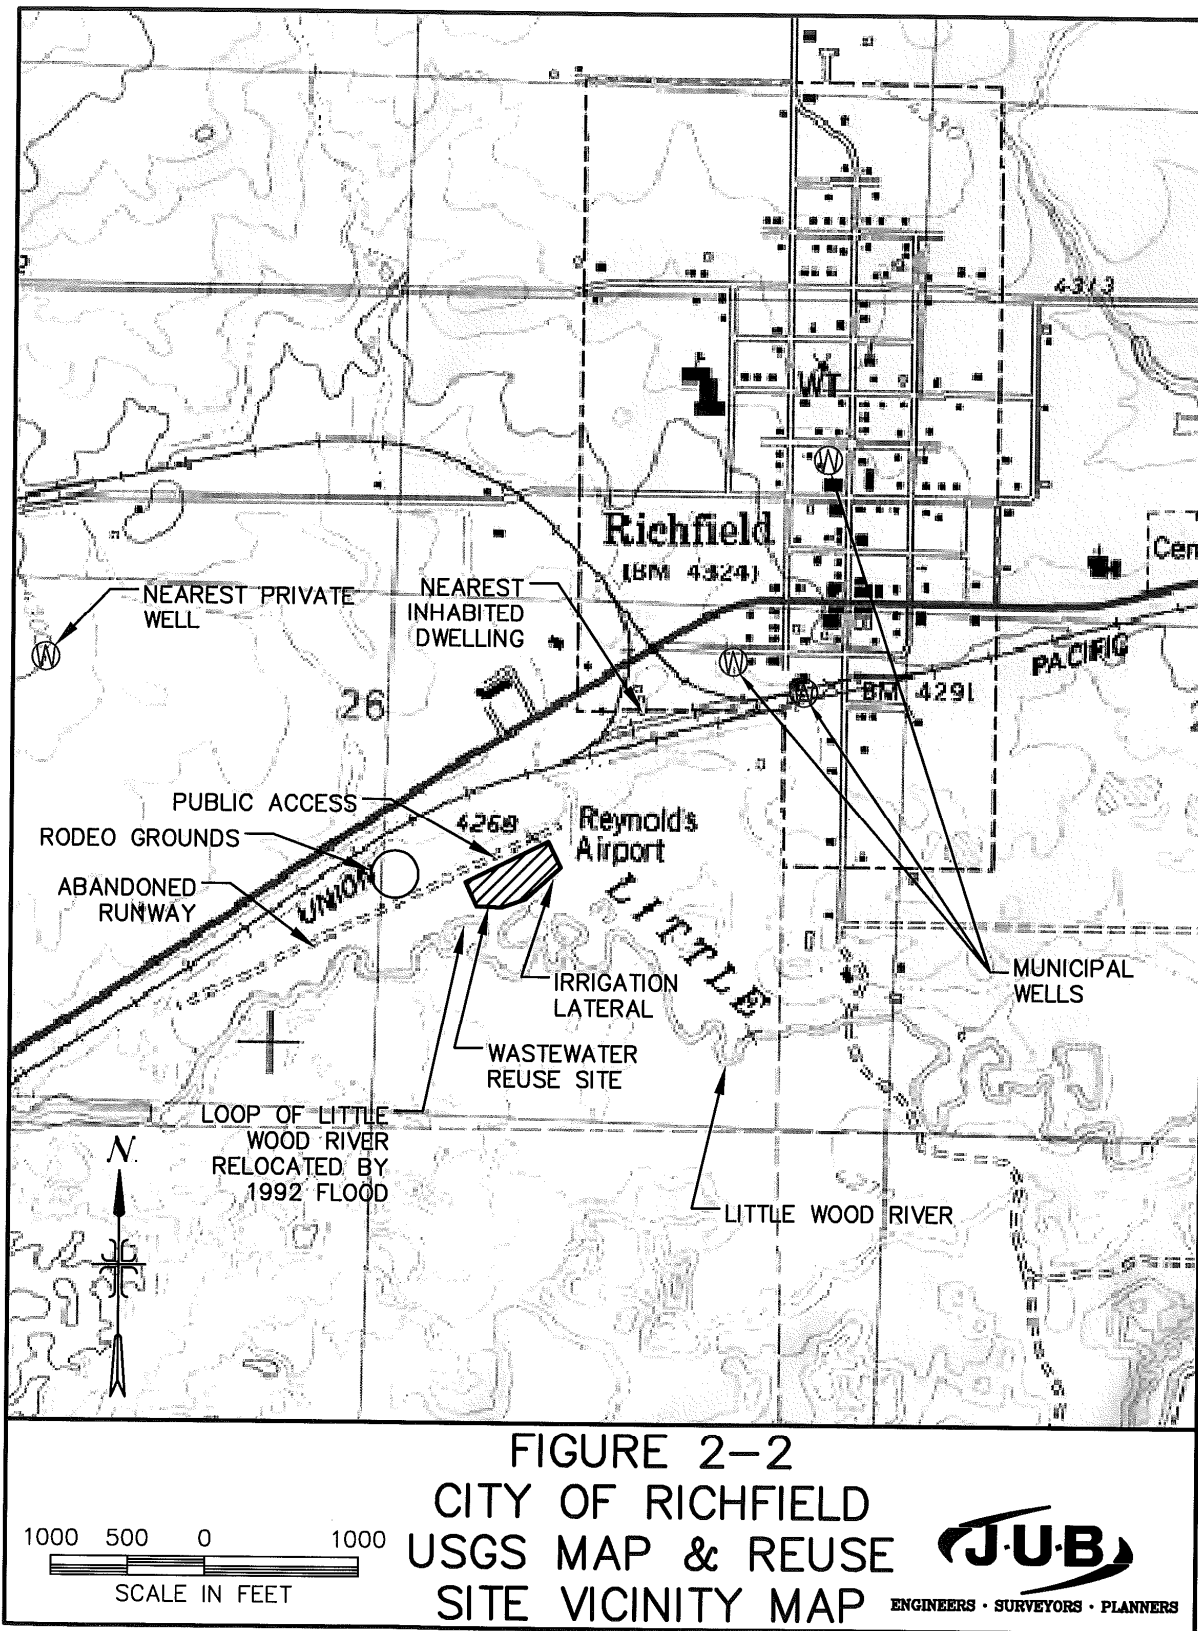 4313
WT
W
Richfield
(BM 4324)
Cen
NEAREST PRIVATE
WELL
NEAREST
INHABITED
DWELLING
W
W
W
PACIFIC
BM 4291
26
PUBLIC ACCESS
RODEO GROUNDS
4268
Reynold's
Airport
ABANDONED
RUNWAY
UNION
LITTLE
IRRIGATION
LATERAL
MUNICIPAL
WELLS
WASTEWATER
REUSE SITE
LOOP OF LITTLE
WOOD RIVER
RELOCATED BY
1992 FLOOD
LITTLE WOOD RIVER
N
FIGURE 2-2
CITY OF RICHFIELD
USGS MAP & REUSE
SITE VICINITY MAP
1000 500 0 1000
SCALE IN FEET
J·U·B
ENGINEERS · SURVEYORS · PLANNERS